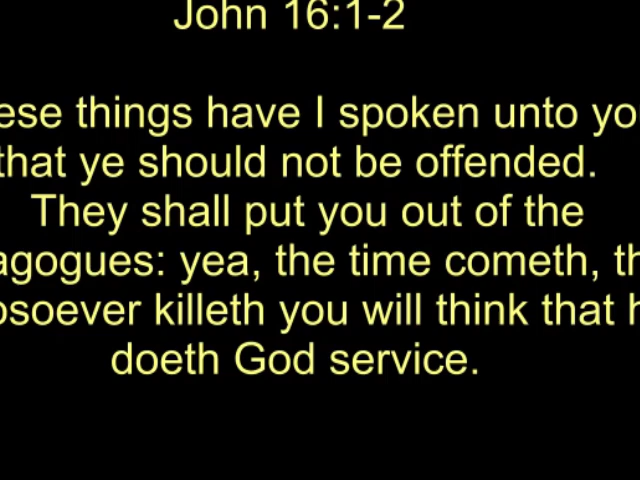 John 16:1-2
ese things have I spoken unto yo
that ye should not be offended.
They shall put you out of the
agogues: yea, the time cometh, th
osoever killeth you will think that h
doeth God service.